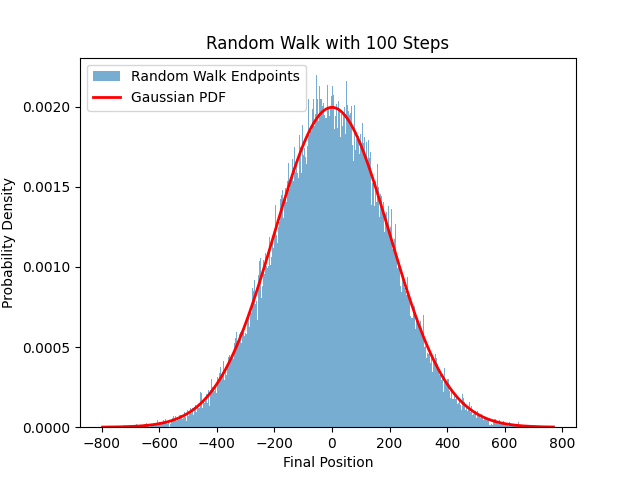 Random Walk with 100 Steps
Random Walk Endpoints
Gaussian PDF
Probability Density
0.0020
0.0015
0.0010
0.0005
0.0000
−800 −600 −400 −200 0 200 400 600 800
Final Position